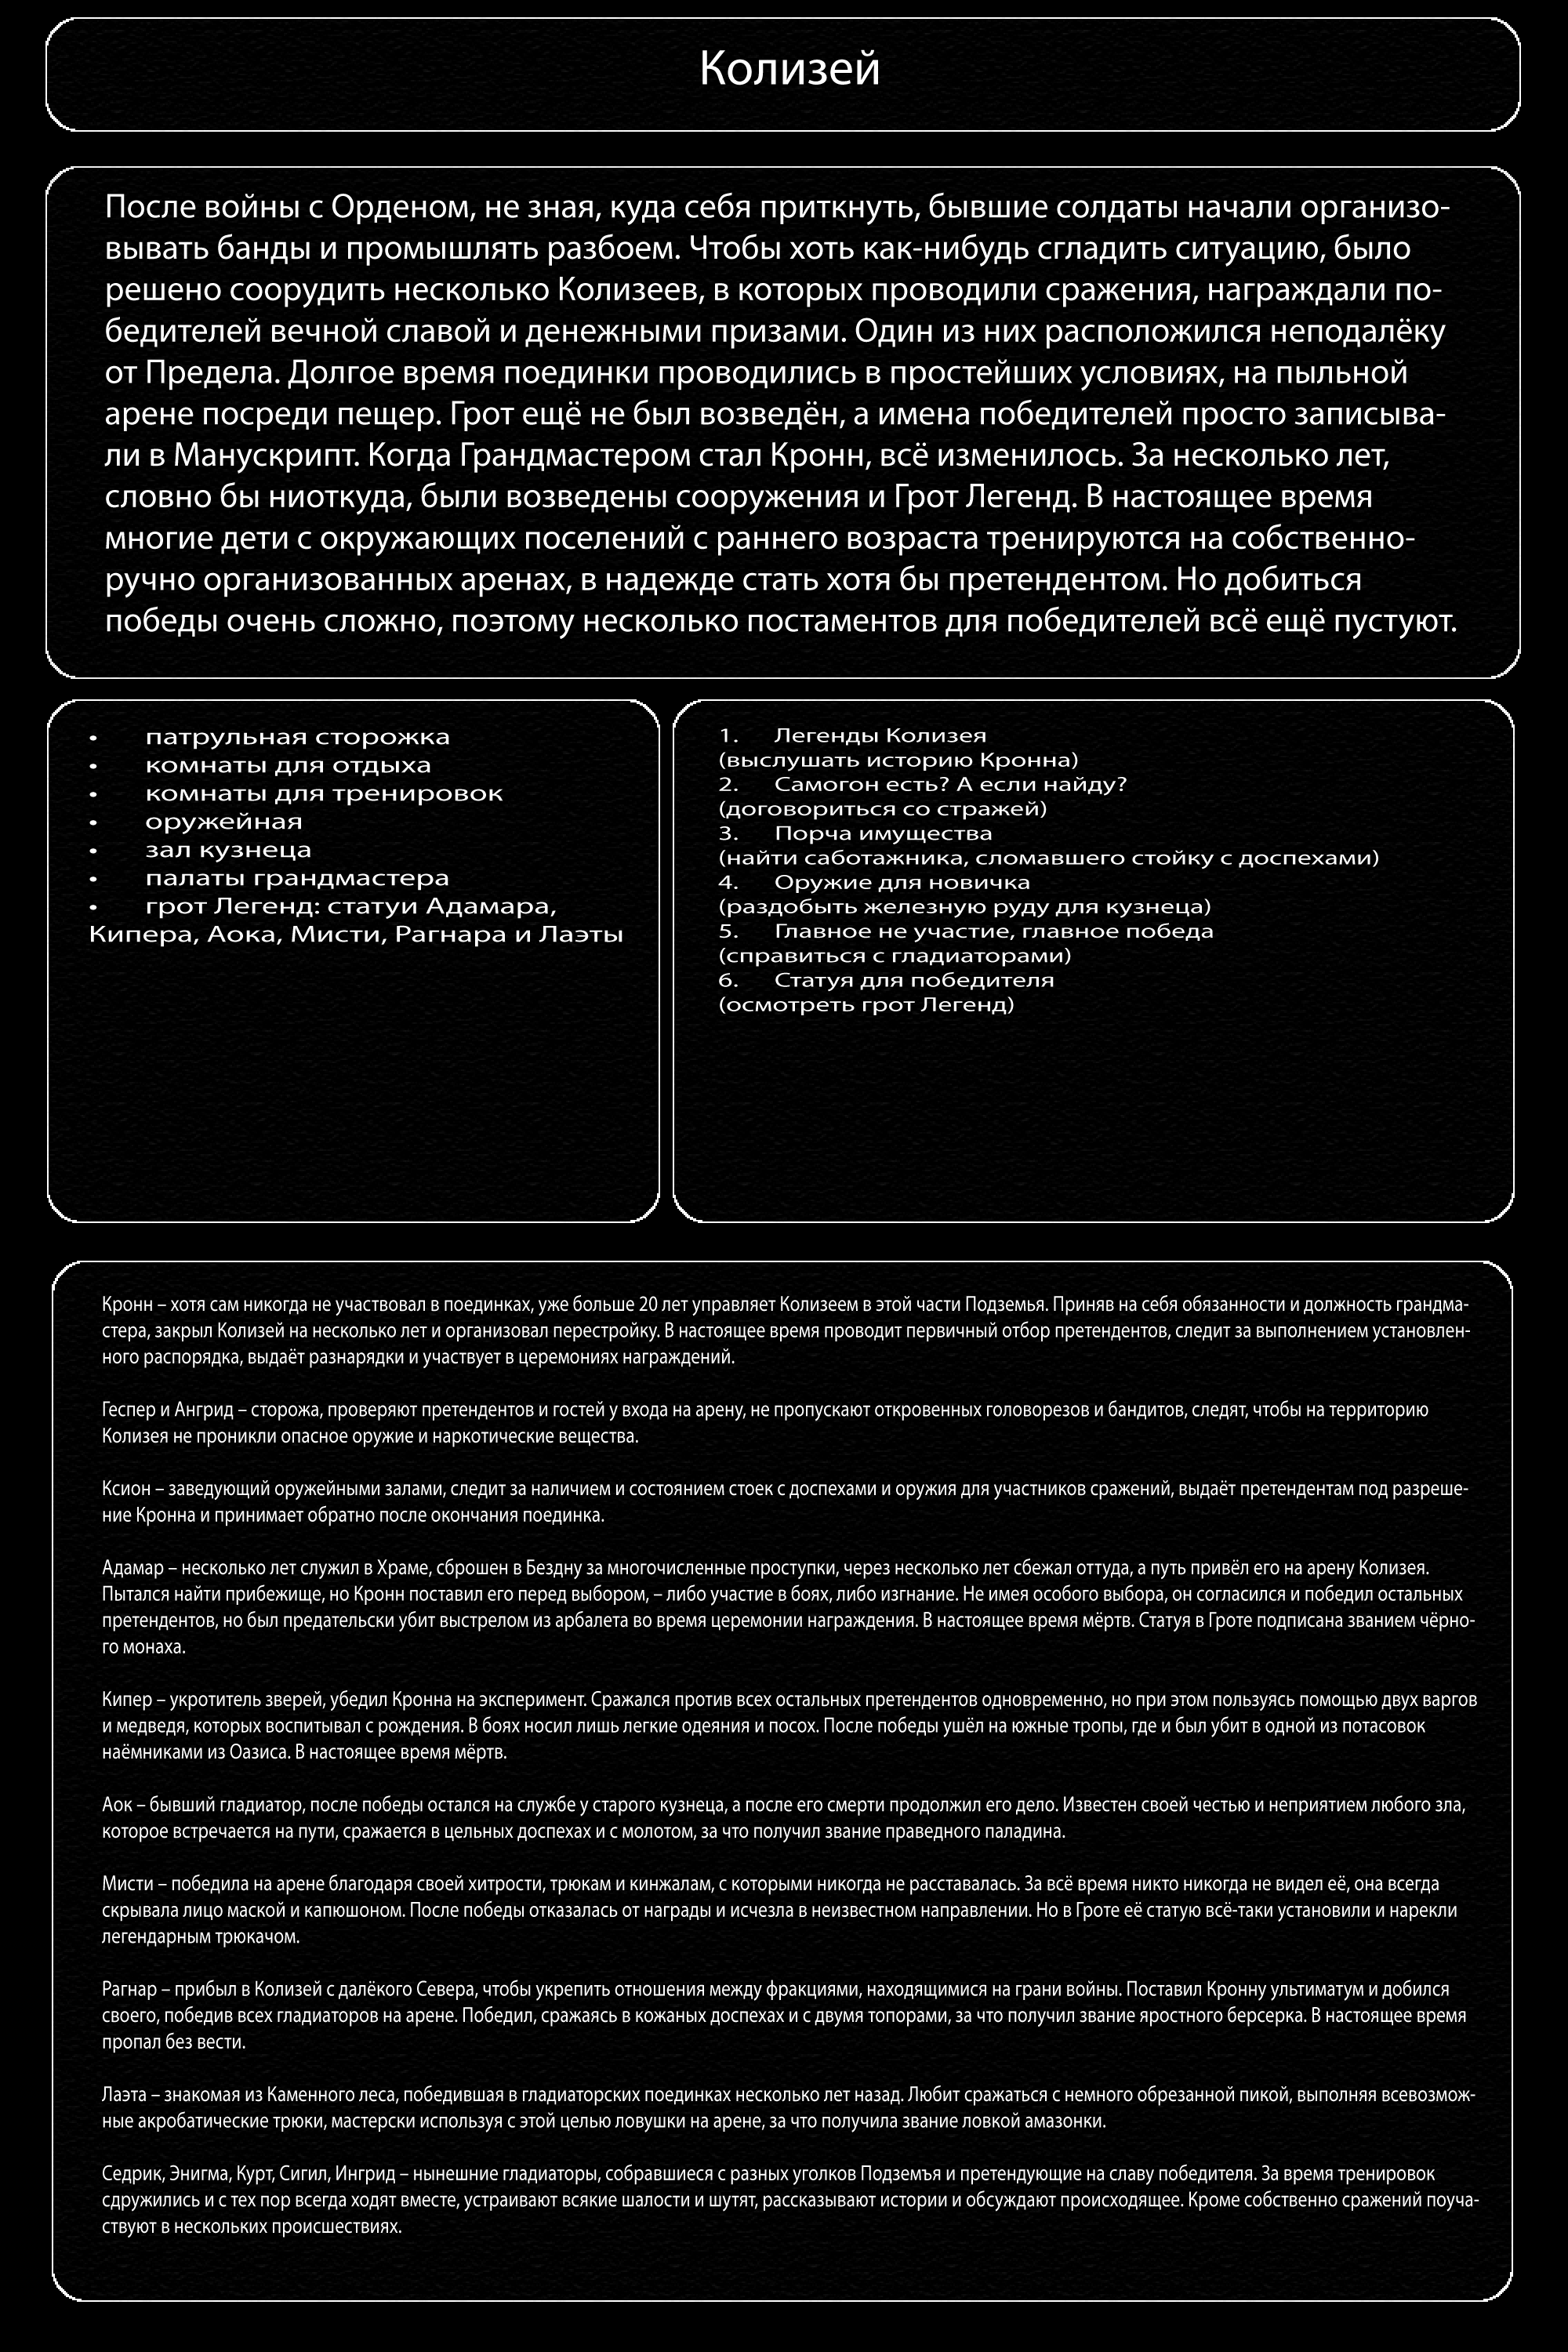 Колизей
После войны с Орденом, не зная, куда себя приткнуть, бывшие солдаты начали организо-
вывать банды и промышлять разбоем. Чтобы хоть как-нибудь сгладить ситуацию, было
решено соорудить несколько Колизеев, в которых проводили сражения, награждали по-
бедителей вечной славой и денежными призами. Один из них расположился неподалёку
от Предела. Долгое время поединки проводились в простейших условиях, на пыльной
арене посреди пещер. Грот ещё не был возведён, а имена победителей просто записыва-
ли в Манускрипт. Когда Грандмастером стал Кронн, всё изменилось. За несколько лет,
словно бы ниоткуда, были возведены сооружения и Грот Легенд. В настоящее время
многие дети с окружающих поселений с раннего возраста тренируются на собственно-
ручно организованных аренах, в надежде стать хотя бы претендентом. Но добиться
победы очень сложно, поэтому несколько постаментов для победителей всё ещё пустуют.
• патрульная сторожка
• комнаты для отдыха
• комнаты для тренировок
• оружейная
• зал кузнеца
• палаты грандмастера
• грот Легенд: статуи Адамара,
Кипера, Аока, Мисти, Рагнара и Лаэты
1. Легенды Колизея
(выслушать историю Кронна)
2. Самогон есть? А если найду?
(договориться со стражей)
3. Порча имущества
(найти саботажника, сломавшего стойку с доспехами)
4. Оружие для новичка
(раздобыть железную руду для кузнеца)
5. Главное не участие, главное победа
(справиться с гладиаторами)
6. Статуя для победителя
(осмотреть грот Легенд)
Кронн – хотя сам никогда не участвовал в поединках, уже больше 20 лет управляет Колизеем в этой части Подземья. Приняв на себя обязанности и должность грандма-
стера, закрыл Колизей на несколько лет и организовал перестройку. В настоящее время проводит первичный отбор претендентов, следит за выполнением установлен-
ного распорядка, выдаёт разнарядки и участвует в церемониях награждений.
Геспер и Ангрид – сторожа, проверяют претендентов и гостей у входа на арену, не пропускают откровенных головорезов и бандитов, следят, чтобы на территорию
Колизея не проникли опасное оружие и наркотические вещества.
Ксион – заведующий оружейными залами, следит за наличием и состоянием стоек с доспехами и оружия для участников сражений, выдаёт претендентам под разреше-
ние Кронна и принимает обратно после окончания поединка.
Адамар – несколько лет служил в Храме, сброшен в Бездну за многочисленные проступки, через несколько лет сбежал оттуда, а путь привёл его на арену Колизея.
Пытался найти прибежище, но Кронн поставил его перед выбором, – либо участие в боях, либо изгнание. Не имея особого выбора, он согласился и победил остальных
претендентов, но был предательски убит выстрелом из арбалета во время церемонии награждения. В настоящее время мёртв. Статуя в Гроте подписана званием чёрно-
го монаха.
Кипер – укротитель зверей, убедил Кронна на эксперимент. Сражался против всех остальных претендентов одновременно, но при этом пользуясь помощью двух варгов
и медведя, которых воспитывал с рождения. В боях носил лишь легкие одеяния и посох. После победы ушёл на южные тропы, где и был убит в одной из потасовок
наёмниками из Оазиса. В настоящее время мёртв.
Аок – бывший гладиатор, после победы остался на службе у старого кузнеца, а после его смерти продолжил его дело. Известен своей честью и неприятием любого зла,
которое встречается на пути, сражается в цельных доспехах и с молотом, за что получил звание праведного паладина.
Мисти – победила на арене благодаря своей хитрости, трюкам и кинжалам, с которыми никогда не расставалась. За всё время никто никогда не видел её, она всегда
скрывала лицо маской и капюшоном. После победы отказалась от награды и исчезла в неизвестном направлении. Но в Гроте её статую всё-таки установили и нарекли
легендарным трюкачом.
Рагнар – прибыл в Колизей с далёкого Севера, чтобы укрепить отношения между фракциями, находящимися на грани войны. Поставил Кронну ультиматум и добился
своего, победив всех гладиаторов на арене. Победил, сражаясь в кожаных доспехах и с двумя топорами, за что получил звание яростного берсерка. В настоящее время
пропал без вести.
Лаэта – знакомая из Каменного леса, победившая в гладиаторских поединках несколько лет назад. Любит сражаться с немного обрезанной пикой, выполняя всевозмож-
ные акробатические трюки, мастерски используя с этой целью ловушки на арене, за что получила звание ловкой амазонки.
Седрик, Энигма, Курт, Сигил, Ингрид – нынешние гладиаторы, собравшиеся с разных уголков Подземъя и претендующие на славу победителя. За время тренировок
сдружились и с тех пор всегда ходят вместе, устраивают всякие шалости и шутят, рассказывают истории и обсуждают происходящее. Кроме собственно сражений поуча-
ствуют в нескольких происшествиях.